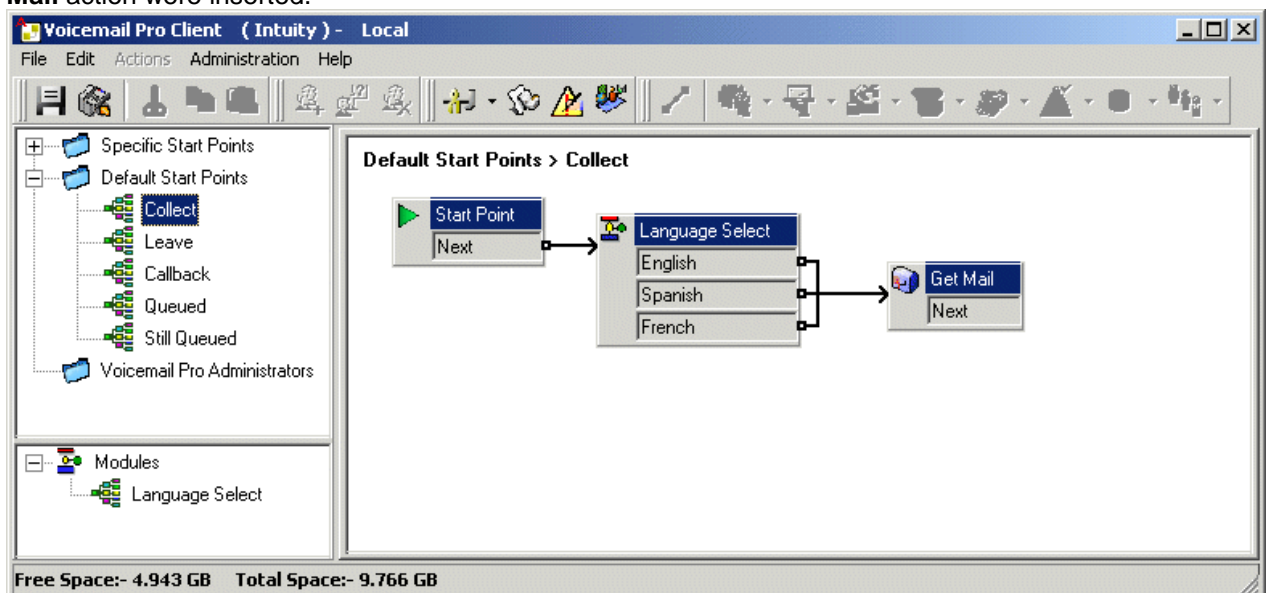 Mail action were inserted.
Voicemail Pro Client ( Intuity ) - Local
File Edit Actions Administration Help
Specific Start Points
Default Start Points
Collect
Leave
Callback
Queued
Still Queued
Voicemail Pro Administrators
Modules
Language Select
Default Start Points > Collect
Start Point
Next
Language Select
English
Spanish
French
Get Mail
Next
Free Space:- 4.943 GB Total Space:- 9.766 GB